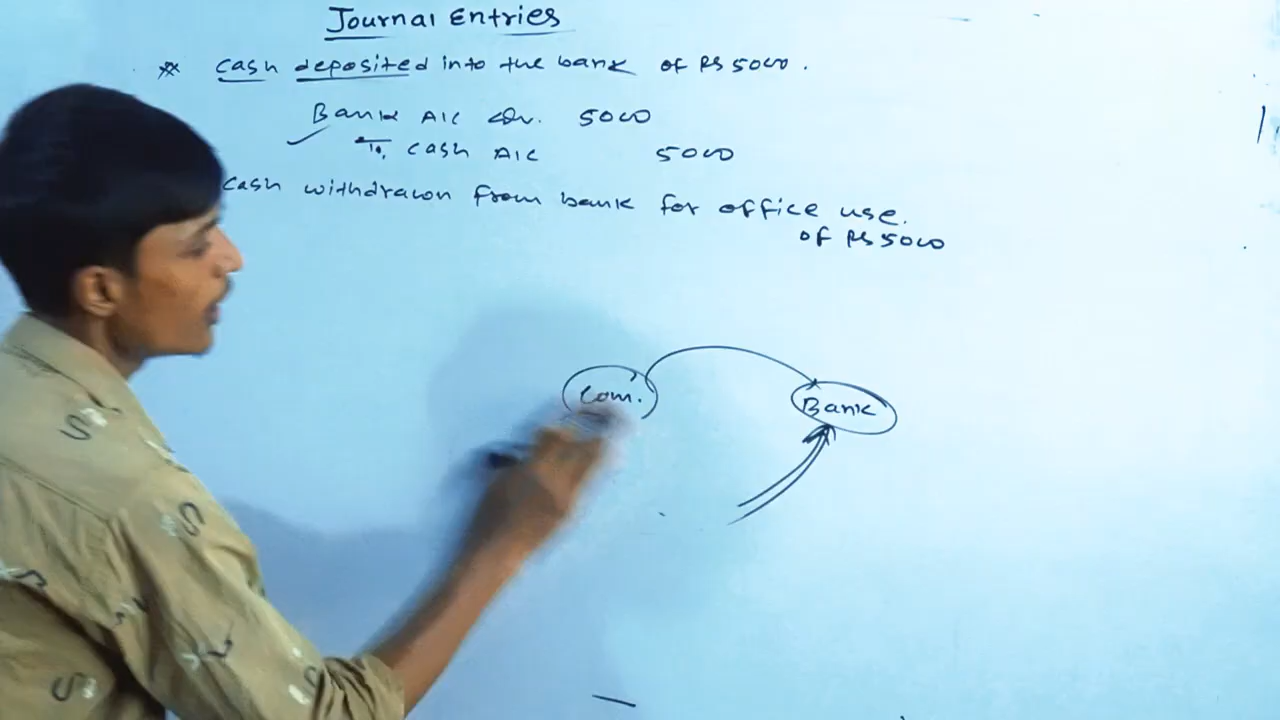 Journal Entries
** cash deposited into the bank of Rs 5000.
Bank A/C Dr. 5000
To, cash A/C 5000
cash withdrawn from bank for office use.
of Rs 5000
Com.
Bank